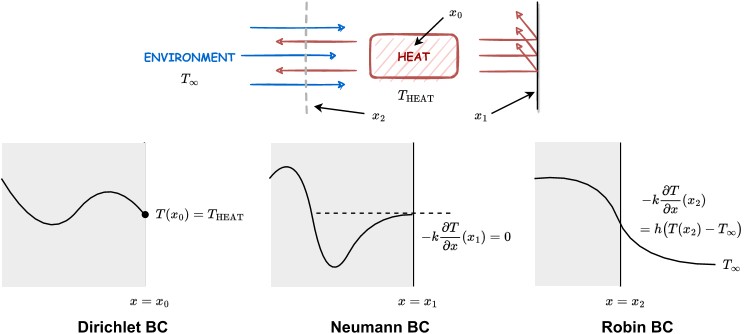 x₀
ENVIRONMENT
HEAT
T∞
T_HEAT
x₂
x₁
T(x₀) = T_HEAT
-k ∂T/∂x (x₁) = 0
-k ∂T/∂x (x₂)
= h(T(x₂) - T∞)
T∞
x = x₀
x = x₁
x = x₂
Dirichlet BC
Neumann BC
Robin BC